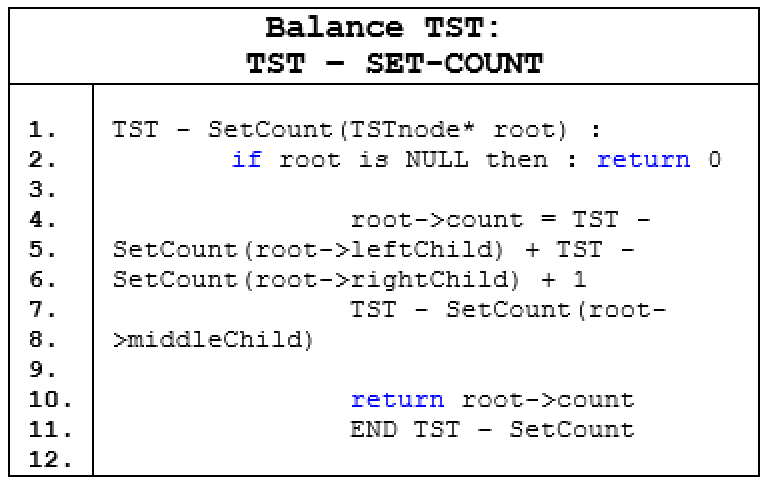 Balance TST:
TST – SET-COUNT
1. TST – SetCount(TSTnode* root) :
2. if root is NULL then : return 0
3.
4. root->count = TST –
5. SetCount(root->leftChild) + TST –
6. SetCount(root->rightChild) + 1
7. TST – SetCount(root-
8. >middleChild)
9.
10. return root->count
11. END TST – SetCount
12.